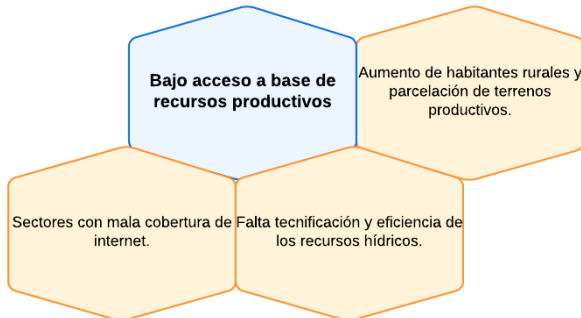 Bajo acceso a base de
recursos productivos
Aumento de habitantes rurales y
parcelación de terrenos
productivos.
Sectores con mala cobertura de
internet.
Falta tecnificación y eficiencia de
los recursos hídricos.